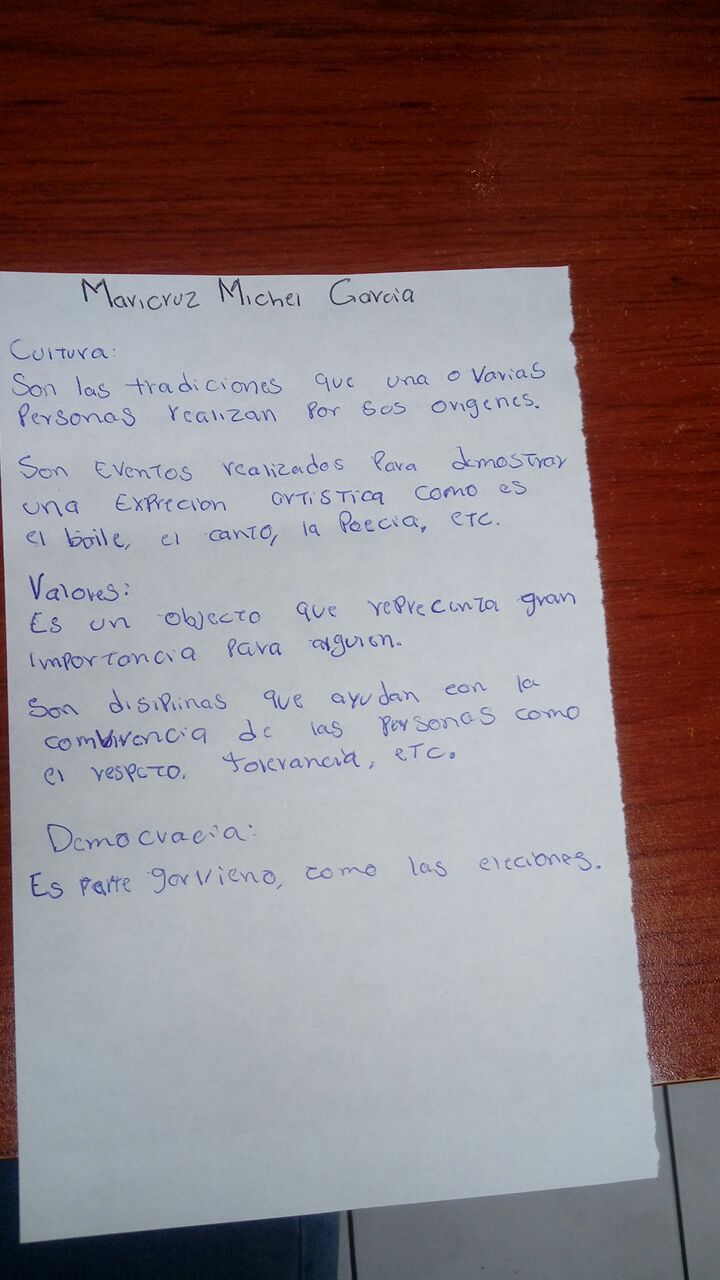 Maricruz Michel Garcia
Cultura:
Son las tradiciones que una o varias
Personas realizan por sos origenes.
Son Eventos realizados para demostrar
una Exprecion artistica como es
el baile, el canto, la Poecia, etc.
Valores:
Es un objecto que reprecenta gran
importancia para alguien.
Son disiplinas que ayudan con la
combivencia de las personas como
el respeto. tolerancia, etc.
Democracia:
Es parte gorvieno, como las elecciones.